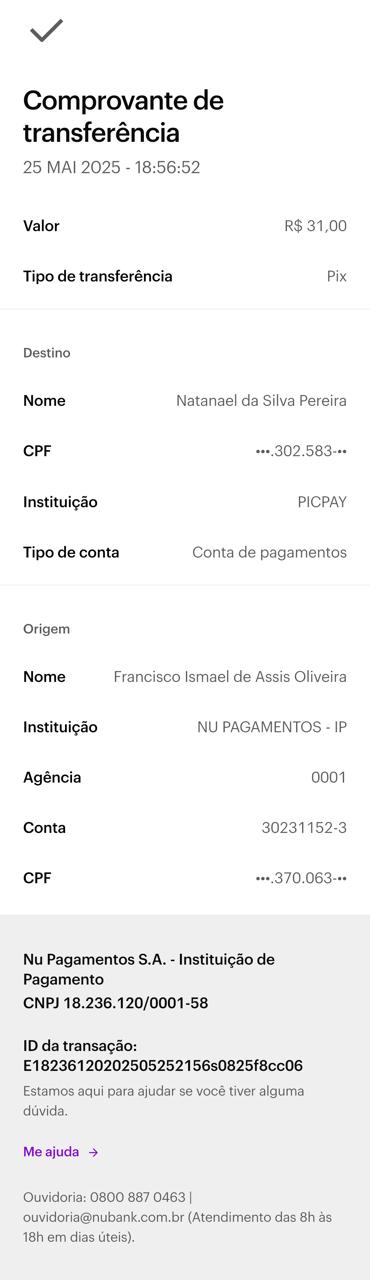 Comprovante de
transferência
25 MAI 2025 - 18:56:52
Valor R$ 31,00
Tipo de transferência Pix
Destino
Nome Natanael da Silva Pereira
CPF •••.302.583-••
Instituição PICPAY
Tipo de conta Conta de pagamentos
Origem
Nome Francisco Ismael de Assis Oliveira
Instituição NU PAGAMENTOS - IP
Agência 0001
Conta 30231152-3
CPF •••.370.063-••
Nu Pagamentos S.A. - Instituição de
Pagamento
CNPJ 18.236.120/0001-58
ID da transação:
E18236120202505252156s0825f8cc06
Estamos aqui para ajudar se você tiver alguma
dúvida.
Me ajuda →
Ouvidoria: 0800 887 0463 |
ouvidoria@nubank.com.br (Atendimento das 8h às
18h em dias úteis).